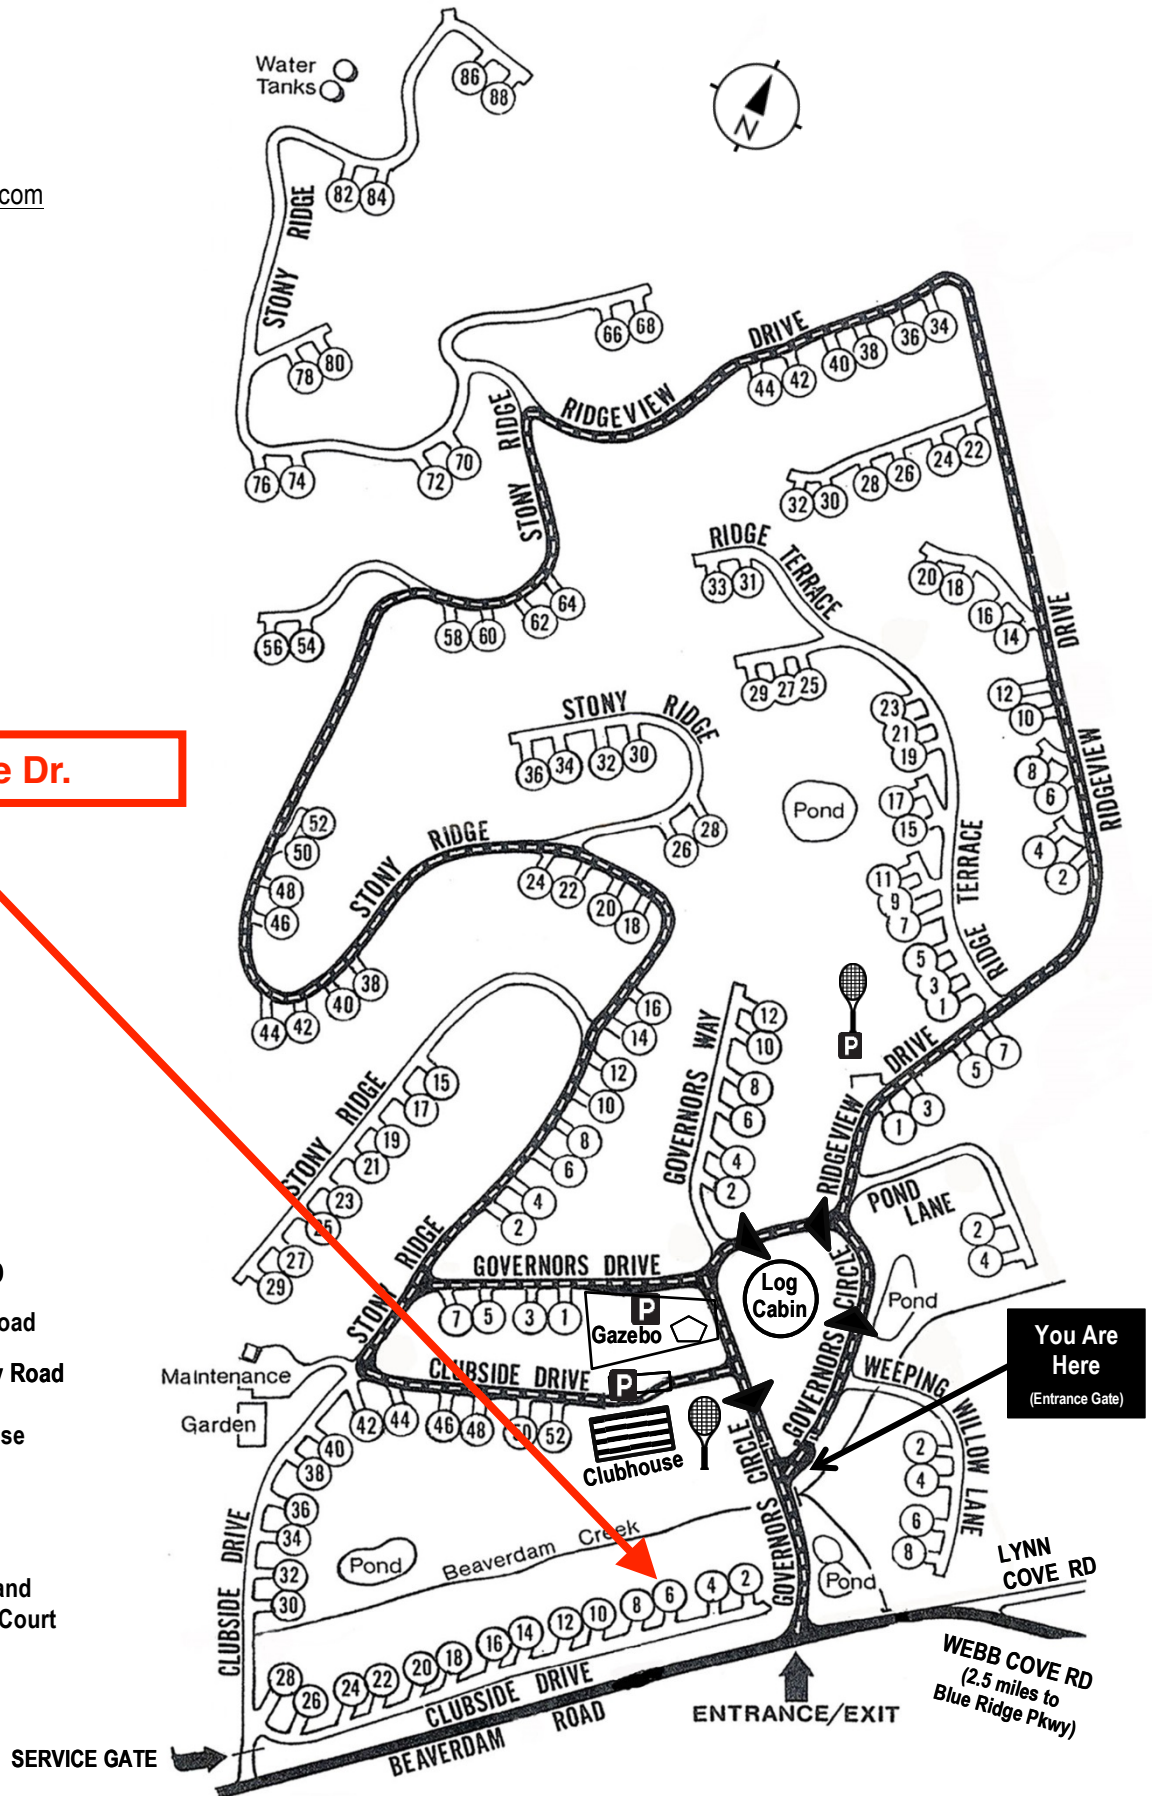 Water
Tanks
86
88
N
com
82
84
STONY RIDGE
78
80
66
68
DRIVE
34
36
38
40
42
44
RIDGEVIEW
RIDGE
STONY
70
72
74
76
22
24
26
28
30
32
RIDGE TERRACE
33
31
20
18
16
14
DRIVE
64
62
60
58
56
54
29
27
25
23
21
19
12
10
STONY RIDGE
36
34
32
30
28
26
e Dr.
Pond
17
15
8
6
RIDGEVIEW
4
2
52
50
48
46
STONY RIDGE
24
22
20
18
11
9
7
TERRACE
RIDGE
5
3
1
38
40
42
44
16
14
12
10
8
6
4
2
GOVERNORS WAY
12
10
8
6
4
2
P
DRIVE
RIDGEVIEW
7
5
3
1
STONY RIDGE
15
17
19
21
23
25
27
29
POND
LANE
2
4
STONY RIDGE
GOVERNORS DRIVE
7
5
3
1
P
Gazebo
Log
Cabin
GOVERNORS CIRCLE
Pond
oad
y Road
se
and
Court
You Are
Here
(Entrance Gate)
Maintenance
Garden
CLUBSIDE DRIVE
P
42
44
46
48
50
52
Clubhouse
GOVERNORS CIRCLE
WEEPING WILLOW LANE
2
4
6
8
40
38
36
34
32
30
CLUBSIDE DRIVE
Pond
Beaverdam Creek
Pond
LYNN
COVE RD
28
26
24
22
20
18
16
14
12
10
8
6
4
2
CLUBSIDE DRIVE
BEAVERDAM ROAD
ENTRANCE/EXIT
WEBB COVE RD
(2.5 miles to
Blue Ridge Pkwy)
SERVICE GATE